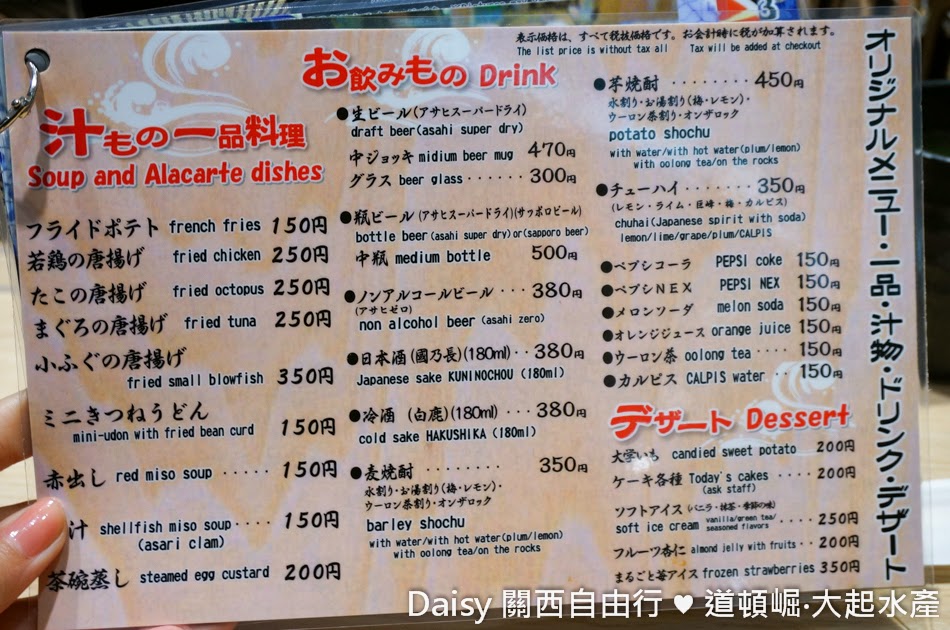 表示価格は、すべて税抜価格です。お会計時に税が加算されます。
The list price is without tax all Tax will be added at checkout
オリジナルメニュー・一品・汁物・ドリンク・デザート
汁もの一品料理
Soup and Alacarte dishes
フライドポテト french fries 150円
若鶏の唐揚げ fried chicken 250円
たこの唐揚げ fried octopus 250円
まぐろの唐揚げ fried tuna 250円
小ふぐの唐揚げ
fried small blowfish 350円
ミニきつねうどん
mini-udon with fried bean curd 150円
赤出し red miso soup ····· 150円
汁 shellfish miso soup···· 150円
(asari clam)
茶碗蒸し steamed egg custard 200円
お飲みもの Drink
●生ビール(アサヒスーパードライ)
draft beer(asahi super dry)
中ジョッキ midium beer mug 470円
グラス beer glass······ 300円
●瓶ビール(アサヒスーパードライ)(サッポロビール)
bottle beer(asahi super dry)or(sapporo beer)
中瓶 medium bottle 500円
●ノンアルコールビール ··· 380円
(アサヒゼロ)
non alcohol beer (asahi zero)
●日本酒(國乃長)(180ml)·· 380円
Japanese sake KUNINOCHOU (180ml)
●冷酒 (白鹿)(180ml) ··· 380円
cold sake HAKUSHIKA (180ml)
●麦焼酎 ········ 350円
水割り・お湯割り(梅・レモン)・
ウーロン茶割り・オンザロック
barley shochu
with water/with hot water(plum/lemon)
with oolong tea/on the rocks
●芋焼酎 ········ 450円
水割り・お湯割り(梅・レモン)・
ウーロン茶割り・オンザロック
potato shochu
with water/with hot water(plum/lemon)
with oolong tea/on the rocks
●チューハイ ······· 350円
(レモン・ライム・巨峰・梅・カルピス)
chuhai(Japanese spirit with soda)
lemon/lime/grape/plum/CALPIS
●ペプシコーラ PEPSI coke 150円
●ペプシNEX PEPSI NEX 150円
●メロンソーダ melon soda 150円
●オレンジジュース orange juice 150円
●ウーロン茶 oolong tea ···· 150円
●カルピス CALPIS water ·· 150円
デザート Dessert
大学いも candied sweet potato 200円
ケーキ各種 Today's cakes ···· 200円
(ask staff)
ソフトアイス (バニラ・抹茶・季節の味)
soft ice cream vanilla/green tea/seasoned flavors ···· 250円
フルーツ杏仁 almond jelly with fruits·· 200円
まるごと苺アイス frozen strawberries 350円
Daisy 關西自由行 ♥ 道頓崛·大起水產